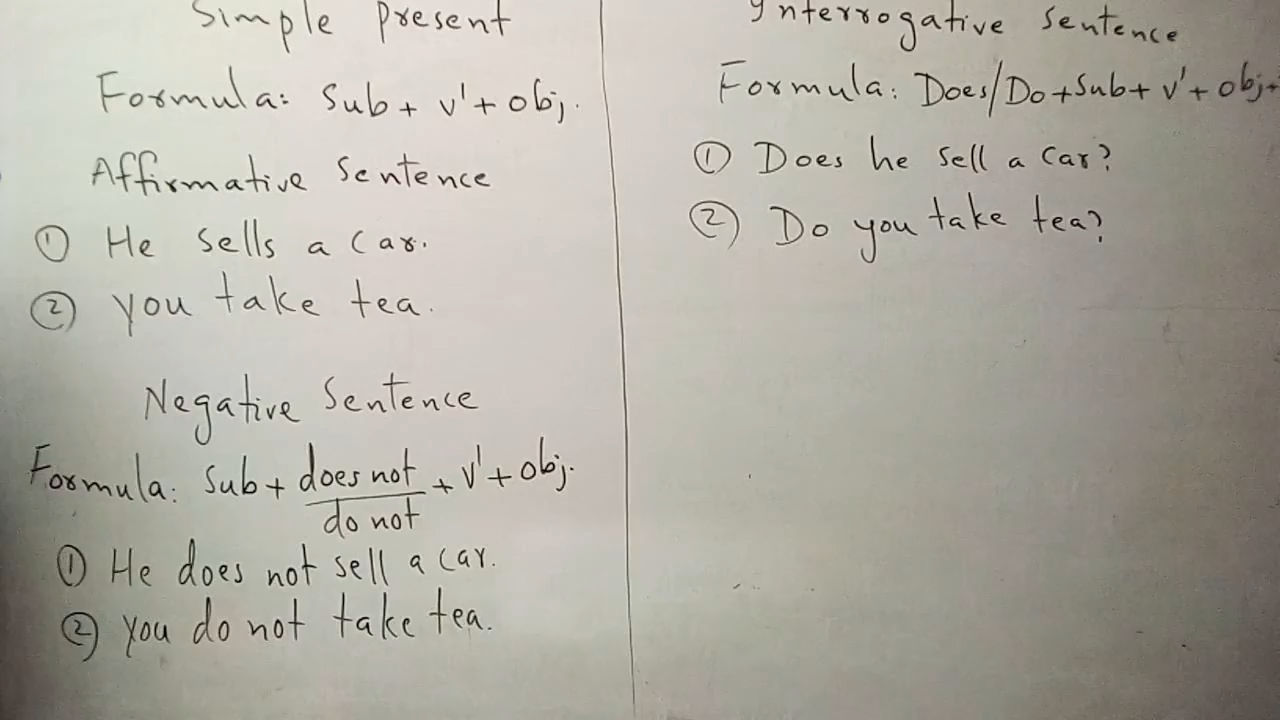 Simple present
Formula: Sub + v' + obj.
Affirmative Sentence
① He sells a car.
② you take tea.
Negative Sentence
Formula: Sub + does not / do not + v' + obj.
① He does not sell a car.
② you do not take tea.
Interrogative sentence
Formula: Does/Do + sub + v' + obj.
① Does he sell a car?
② Do you take tea?